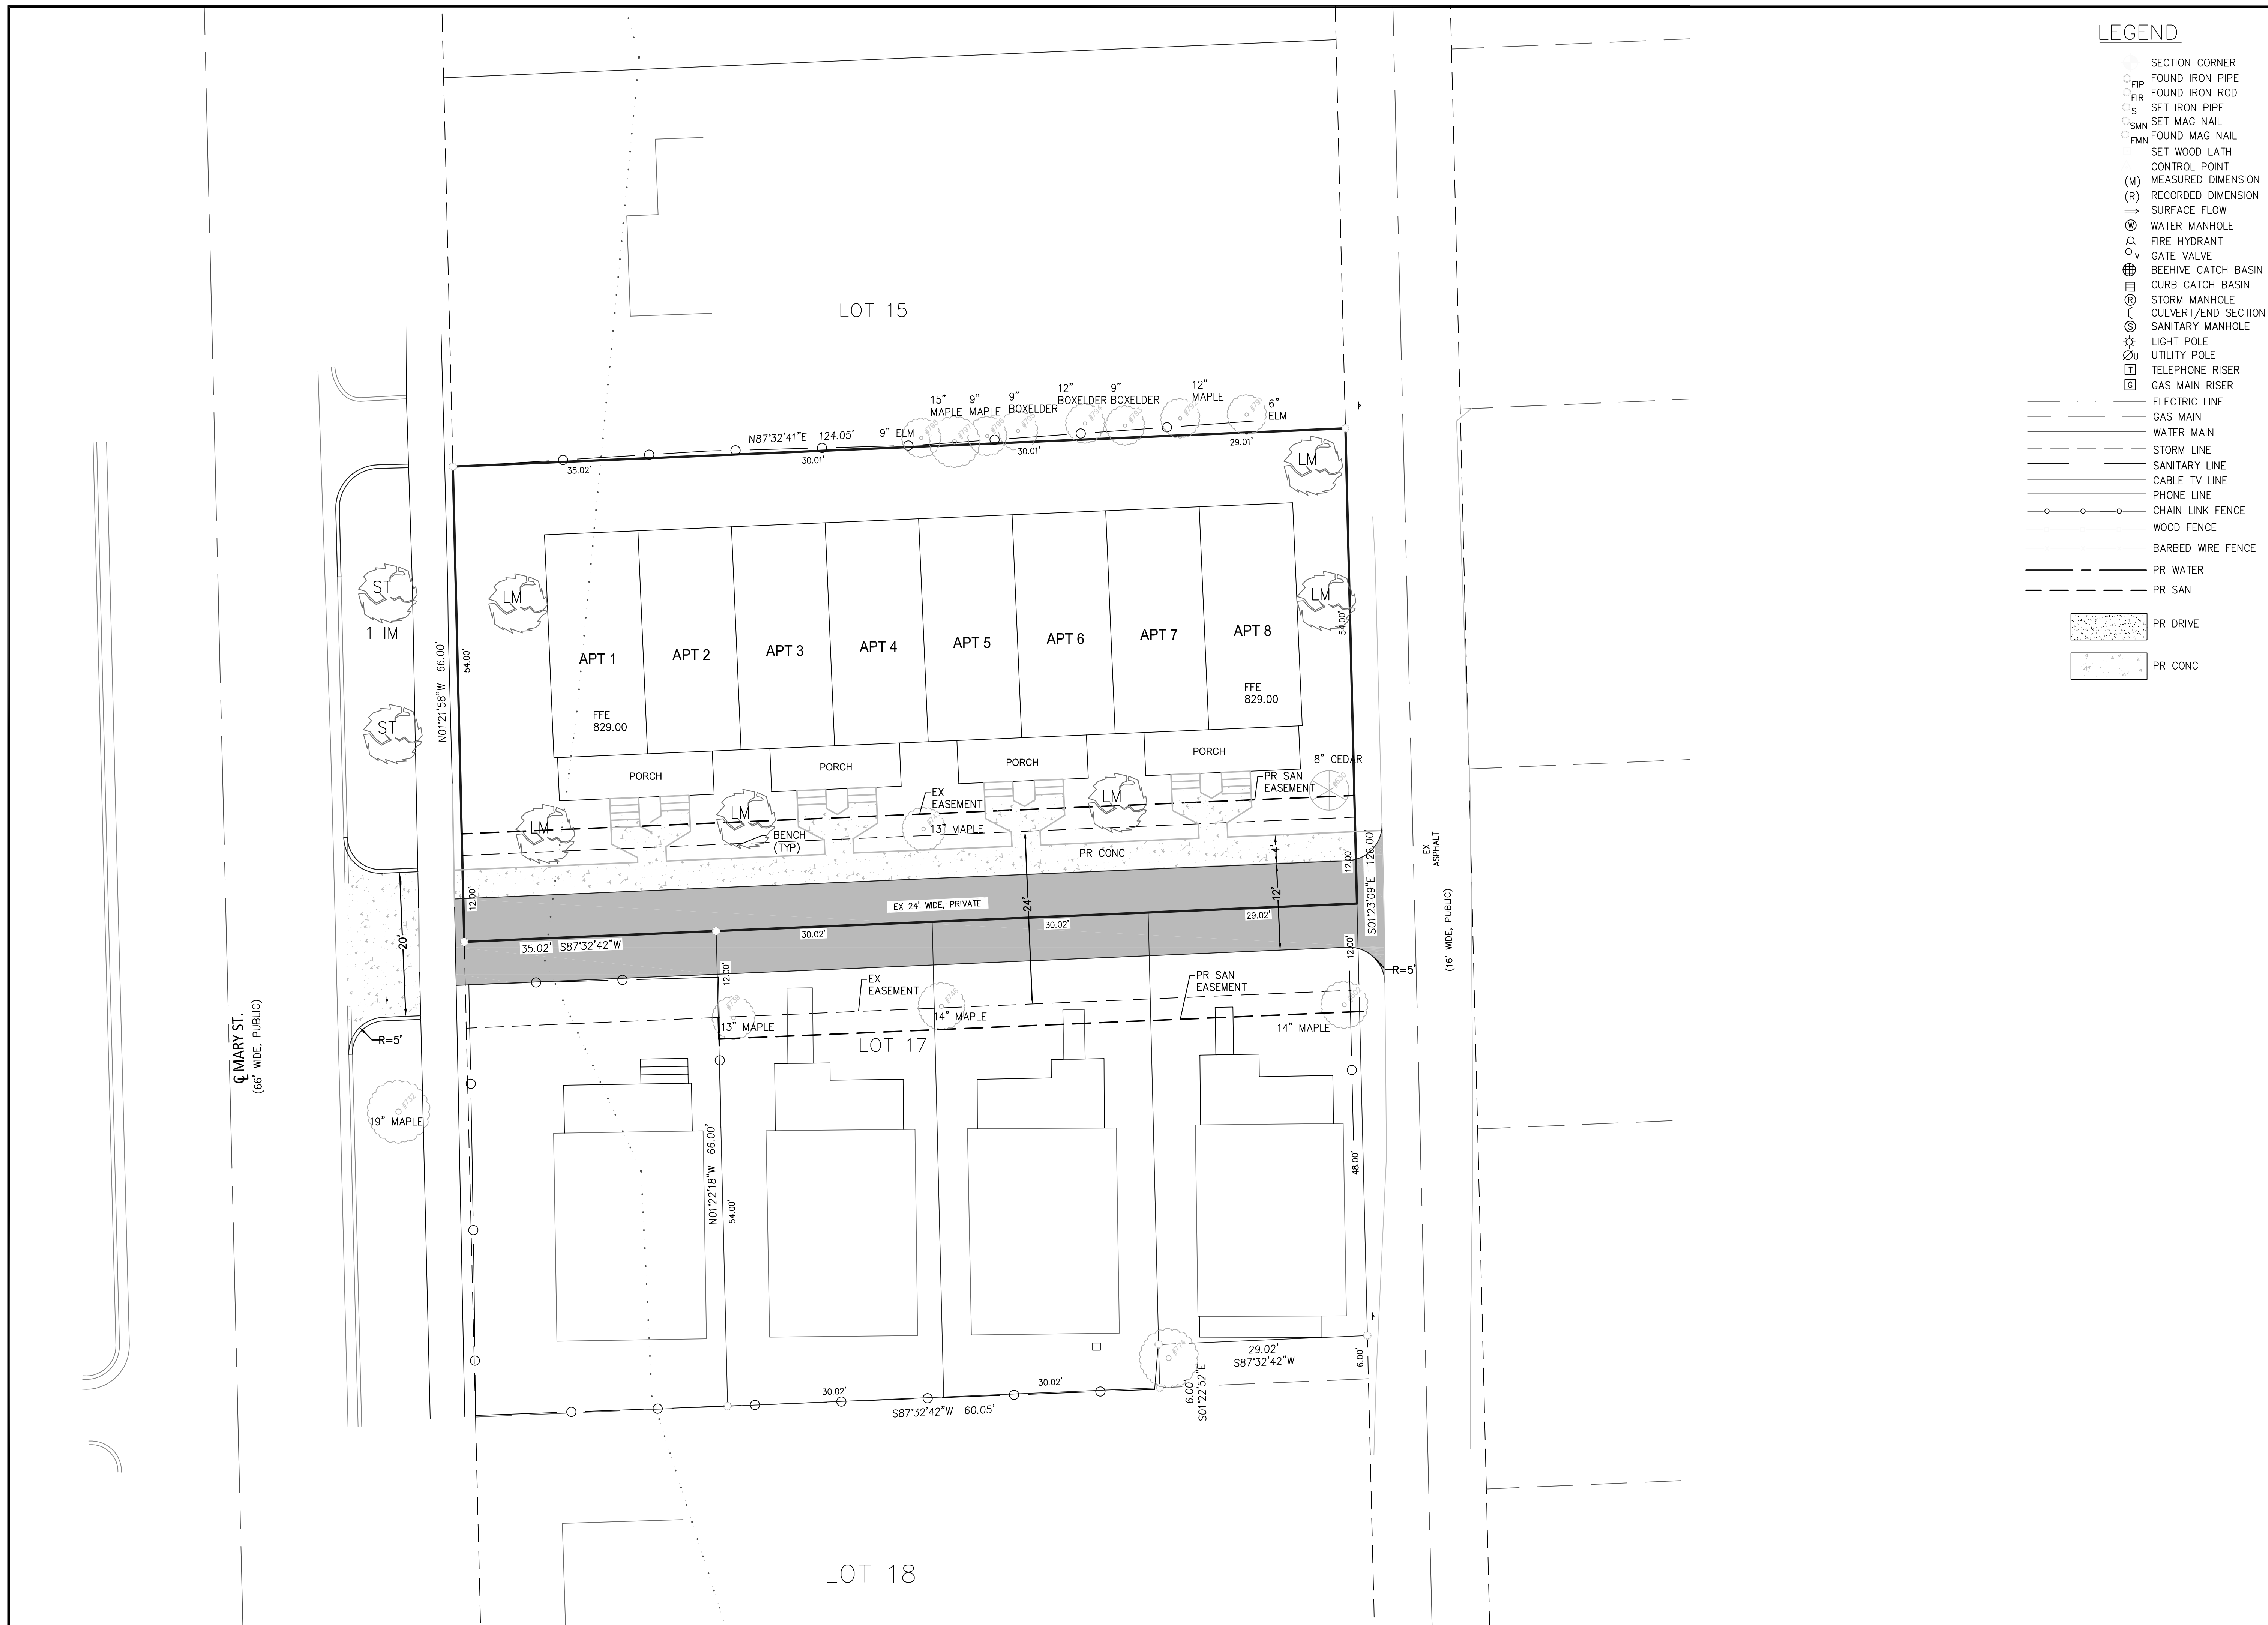 LEGEND
SECTION CORNER
FIP FOUND IRON PIPE
FIR FOUND IRON ROD
S SET IRON PIPE
SMN SET MAG NAIL
FMN FOUND MAG NAIL
SET WOOD LATH
CONTROL POINT
(M) MEASURED DIMENSION
(R) RECORDED DIMENSION
SURFACE FLOW
W WATER MANHOLE
FIRE HYDRANT
V GATE VALVE
BEEHIVE CATCH BASIN
CURB CATCH BASIN
R STORM MANHOLE
CULVERT/END SECTION
S SANITARY MANHOLE
LIGHT POLE
U UTILITY POLE
T TELEPHONE RISER
G GAS MAIN RISER
ELECTRIC LINE
GAS MAIN
WATER MAIN
STORM LINE
SANITARY LINE
CABLE TV LINE
PHONE LINE
CHAIN LINK FENCE
WOOD FENCE
BARBED WIRE FENCE
PR WATER
PR SAN
PR DRIVE
PR CONC
LOT 15
15" MAPLE
9" MAPLE
9" BOXELDER
12" BOXELDER
9" BOXELDER
12" MAPLE
6" ELM
9" ELM
N87°32'41"E 124.05'
35.02'
30.01'
30.01'
29.01'
LM
LM
LM
ST
1 IM
ST
N01°21'58"W 66.00'
54.00'
54.00'
APT 1
APT 2
APT 3
APT 4
APT 5
APT 6
APT 7
APT 8
FFE
829.00
FFE
829.00
PORCH
PORCH
PORCH
PORCH
8" CEDAR
PR SAN
EASEMENT
EX
EASEMENT
LM
LM
LM
BENCH
(TYP)
13" MAPLE
PR CONC
4'
12.00'
12.00'
12'
24'
EX 24' WIDE, PRIVATE
S01°23'09"E 126.00'
EX
ASPHALT
(16' WIDE, PUBLIC)
20'
35.02' S87°32'42"W
30.02'
30.02'
29.02'
12.00'
12.00'
R=5'
R=5'
EX
EASEMENT
PR SAN
EASEMENT
13" MAPLE
14" MAPLE
14" MAPLE
LOT 17
℄ MARY ST.
(66' WIDE, PUBLIC)
#732
19" MAPLE
N01°22'18"W 66.00'
54.00'
48.00'
29.02'
S87°32'42"W
6.00'
30.02'
30.02'
S87°32'42"W 60.05'
6.00'
S01°22'52"E
LOT 18